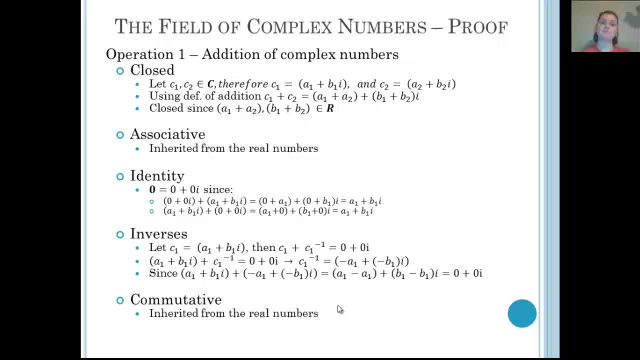 THE FIELD OF COMPLEX NUMBERS – PROOF
Operation 1 – Addition of complex numbers
Closed
Let c₁, c₂ ∈ C, therefore c₁ = (a₁ + b₁i), and c₂ = (a₂ + b₂i)
Using def. of addition c₁ + c₂ = (a₁ + a₂) + (b₁ + b₂)i
Closed since (a₁ + a₂), (b₁ + b₂) ∈ R
Associative
Inherited from the real numbers
Identity
0 = 0 + 0i since:
(0 + 0i) + (a₁ + b₁i) = (0 + a₁) + (0 + b₁)i = a₁ + b₁i
(a₁ + b₁i) + (0 + 0i) = (a₁+0) + (b₁+0)i = a₁ + b₁i
Inverses
Let c₁ = (a₁ + b₁i), then c₁ + c₁⁻¹ = 0 + 0i
(a₁ + b₁i) + c₁⁻¹ = 0 + 0i → c₁⁻¹ = (−a₁ + (−b₁)i)
Since (a₁ + b₁i) + (−a₁ + (−b₁)i) = (a₁ − a₁) + (b₁ − b₁)i = 0 + 0i
Commutative
Inherited from the real numbers